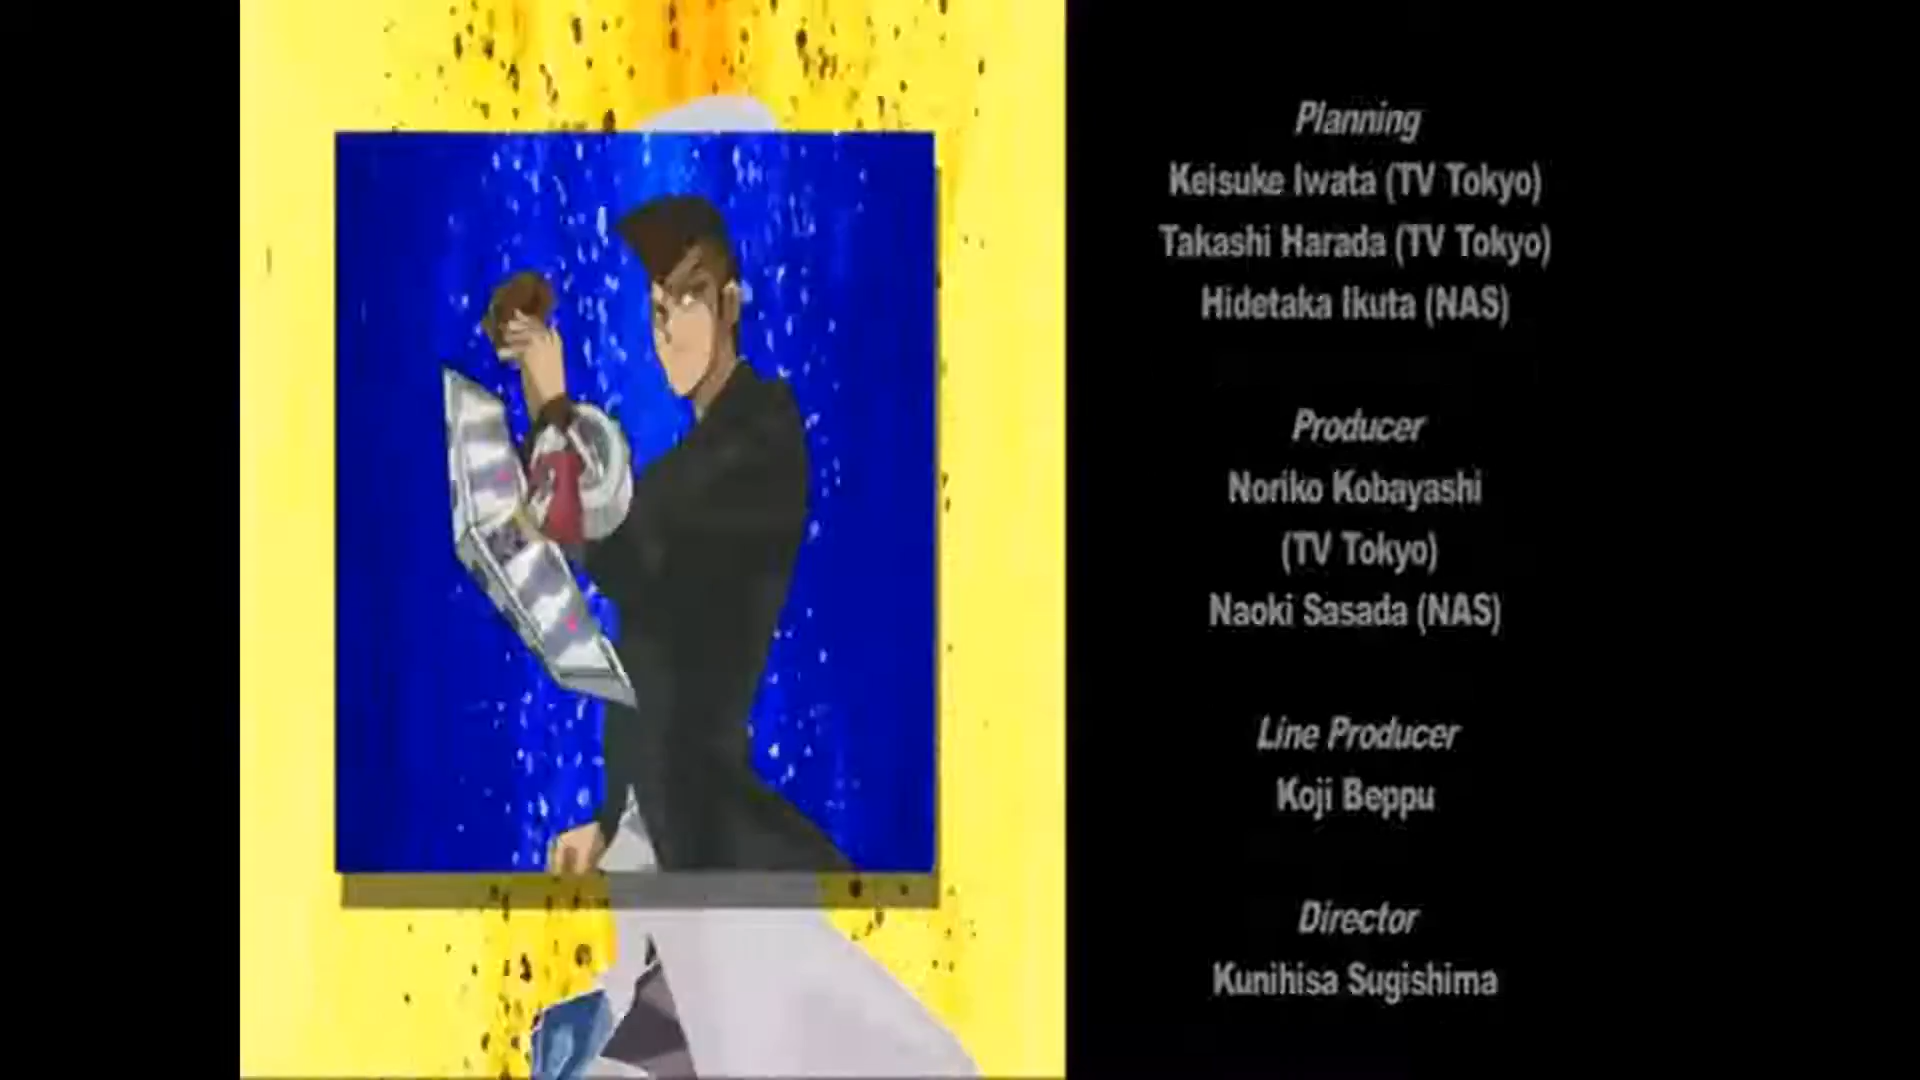 Planning
Keisuke Iwata (TV Tokyo)
Takashi Harada (TV Tokyo)
Hidetaka Ikuta (NAS)
Producer
Noriko Kobayashi
(TV Tokyo)
Naoki Sasada (NAS)
Line Producer
Koji Beppu
Director
Kunihisa Sugishima